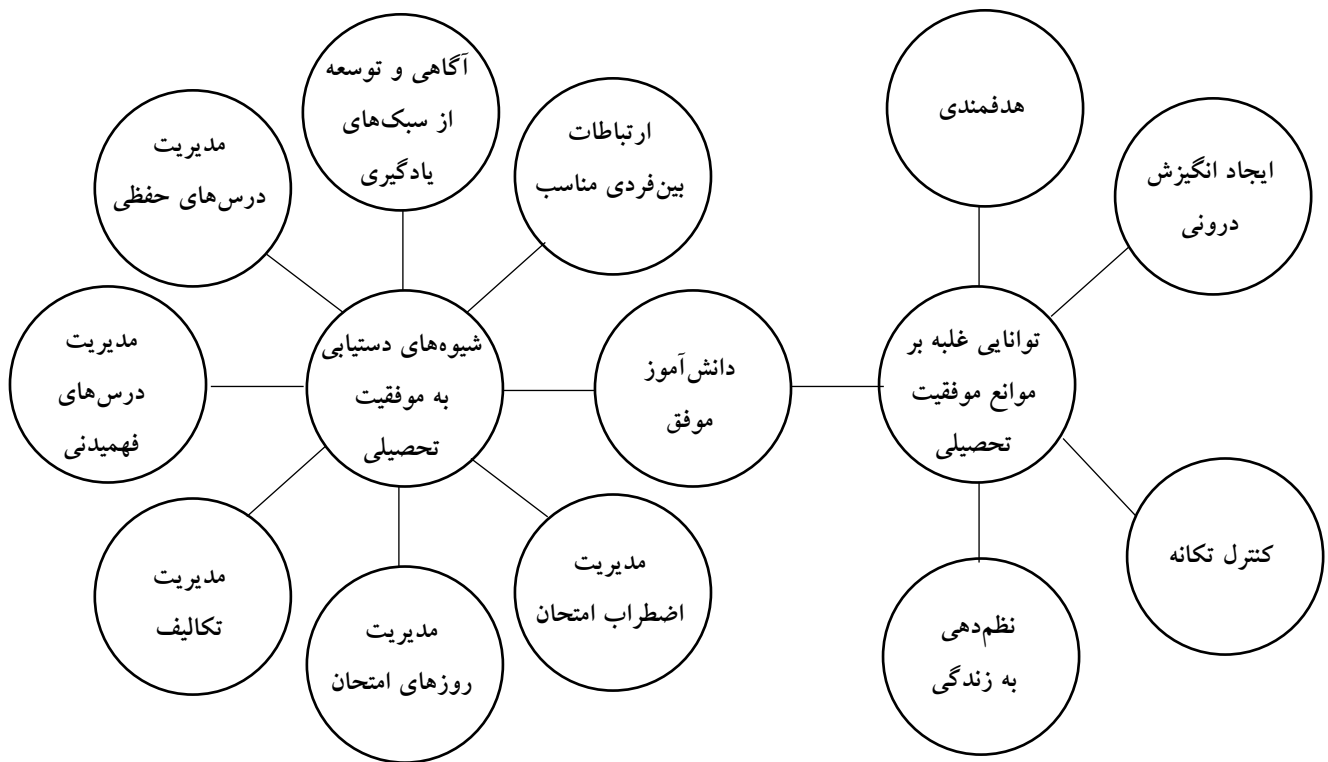 هدفمندی
ایجاد انگیزش
درونی
توانایی غلبه بر
موانع موفقیت
تحصیلی
کنترل تکانه
نظم‌دهی
به زندگی
دانش‌آموز
موفق
شیوه‌های دستیابی
به موفقیت
تحصیلی
ارتباطات
بین‌فردی مناسب
آگاهی و توسعه
از سبک‌های
یادگیری
مدیریت
درس‌های حفظی
مدیریت
درس‌های
فهمیدنی
مدیریت
تکالیف
مدیریت
روزهای امتحان
مدیریت
اضطراب امتحان